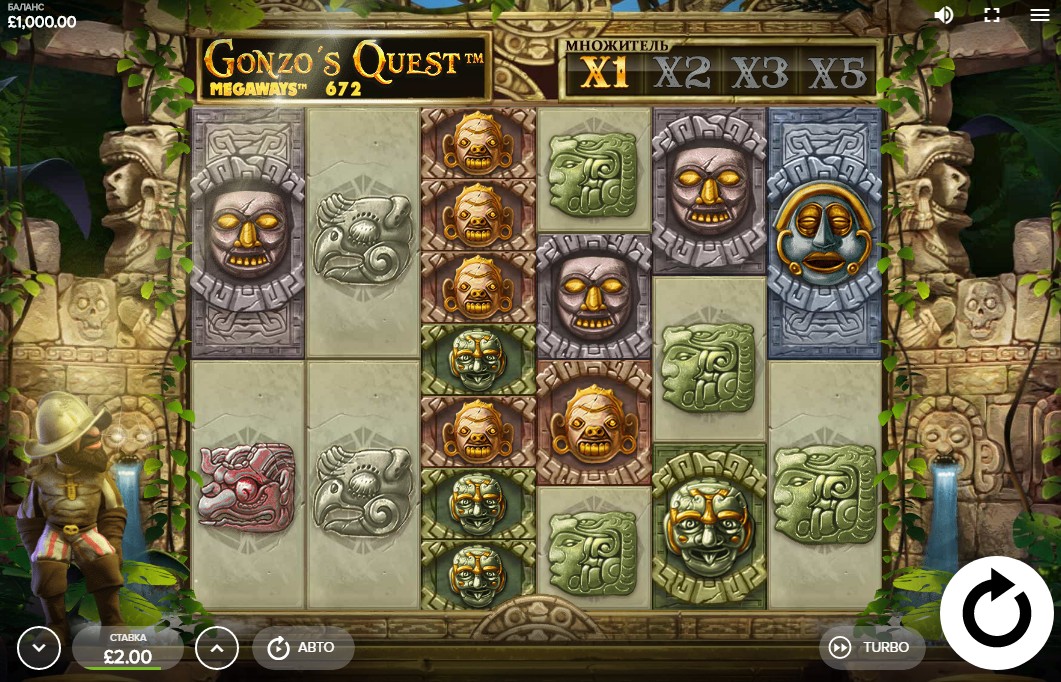 БАЛАНС
£1,000.00
GONZO'S QUEST™
MEGAWAYS™ 672
МНОЖИТЕЛЬ
X1 X2 X3 X5
СТАВКА
£2.00
АВТО
TURBO